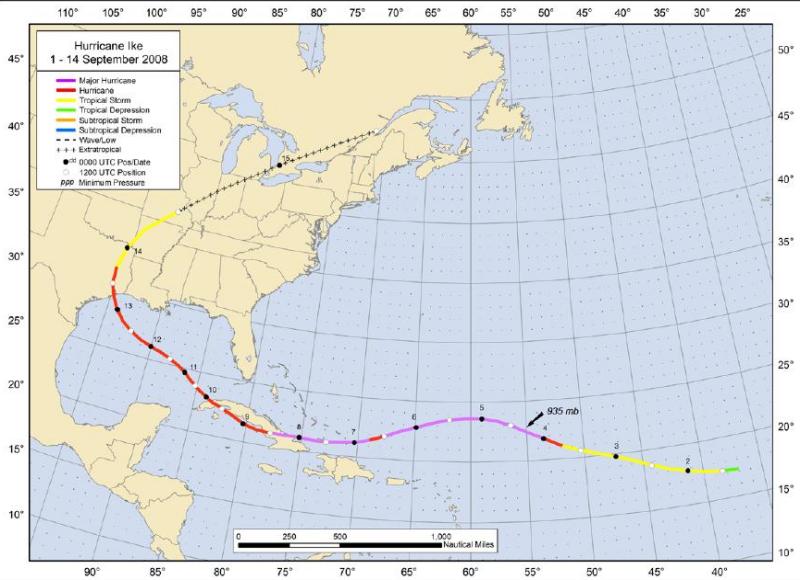 110° 105° 100° 95° 90° 85° 80° 75° 70° 65° 60° 55° 50° 45° 40° 35° 30° 25°
Hurricane Ike
1 - 14 September 2008
Major Hurricane
Hurricane
Tropical Storm
Tropical Depression
Subtropical Storm
Subtropical Depression
Wave/Low
Extratropical
dd 0000 UTC Pos/Date
1200 UTC Position
ppp Minimum Pressure
45°
40°
35°
30°
25°
20°
15°
10°
50°
45°
40°
35°
30°
25°
20°
15°
10°
15
14
13
12
11
10
9
8
7
6
5
935 mb
4
3
2
0 250 500 1,000
Nautical Miles
90° 85° 80° 75° 70° 65° 60° 55° 50° 45° 40°